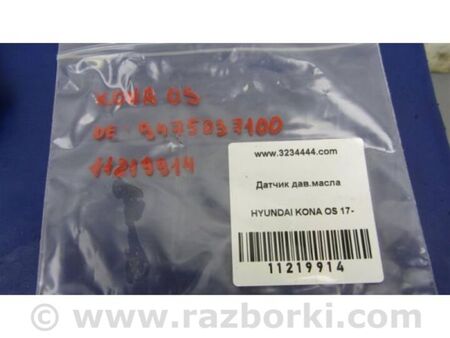 KONA OS
OE: 9475037100
11219914
www.3234444.com
Датчик дав.масла
HYUNDAI KONA OS 17-
11219914
www.razborki.com